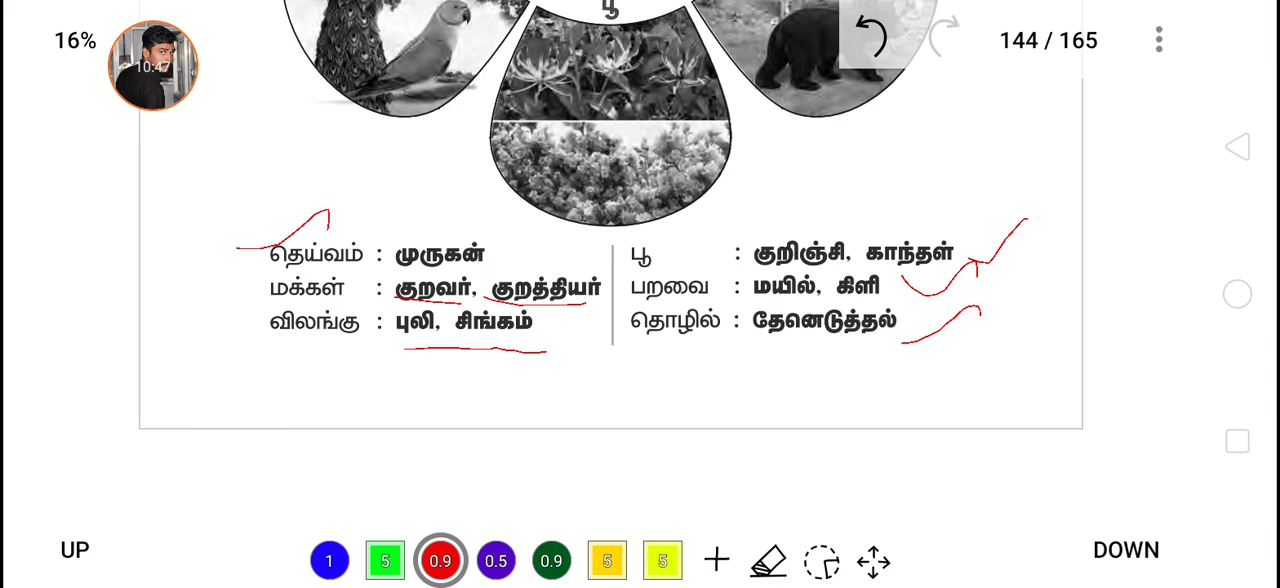 பூ
16%
10:47
144 / 165
தெய்வம் : முருகன்
மக்கள் : குறவர், குறத்தியர்
விலங்கு : புலி, சிங்கம்
பூ : குறிஞ்சி, காந்தள்
பறவை : மயில், கிளி
தொழில் : தேனெடுத்தல்
UP
1 5 0.9 0.5 0.9 5 5
DOWN